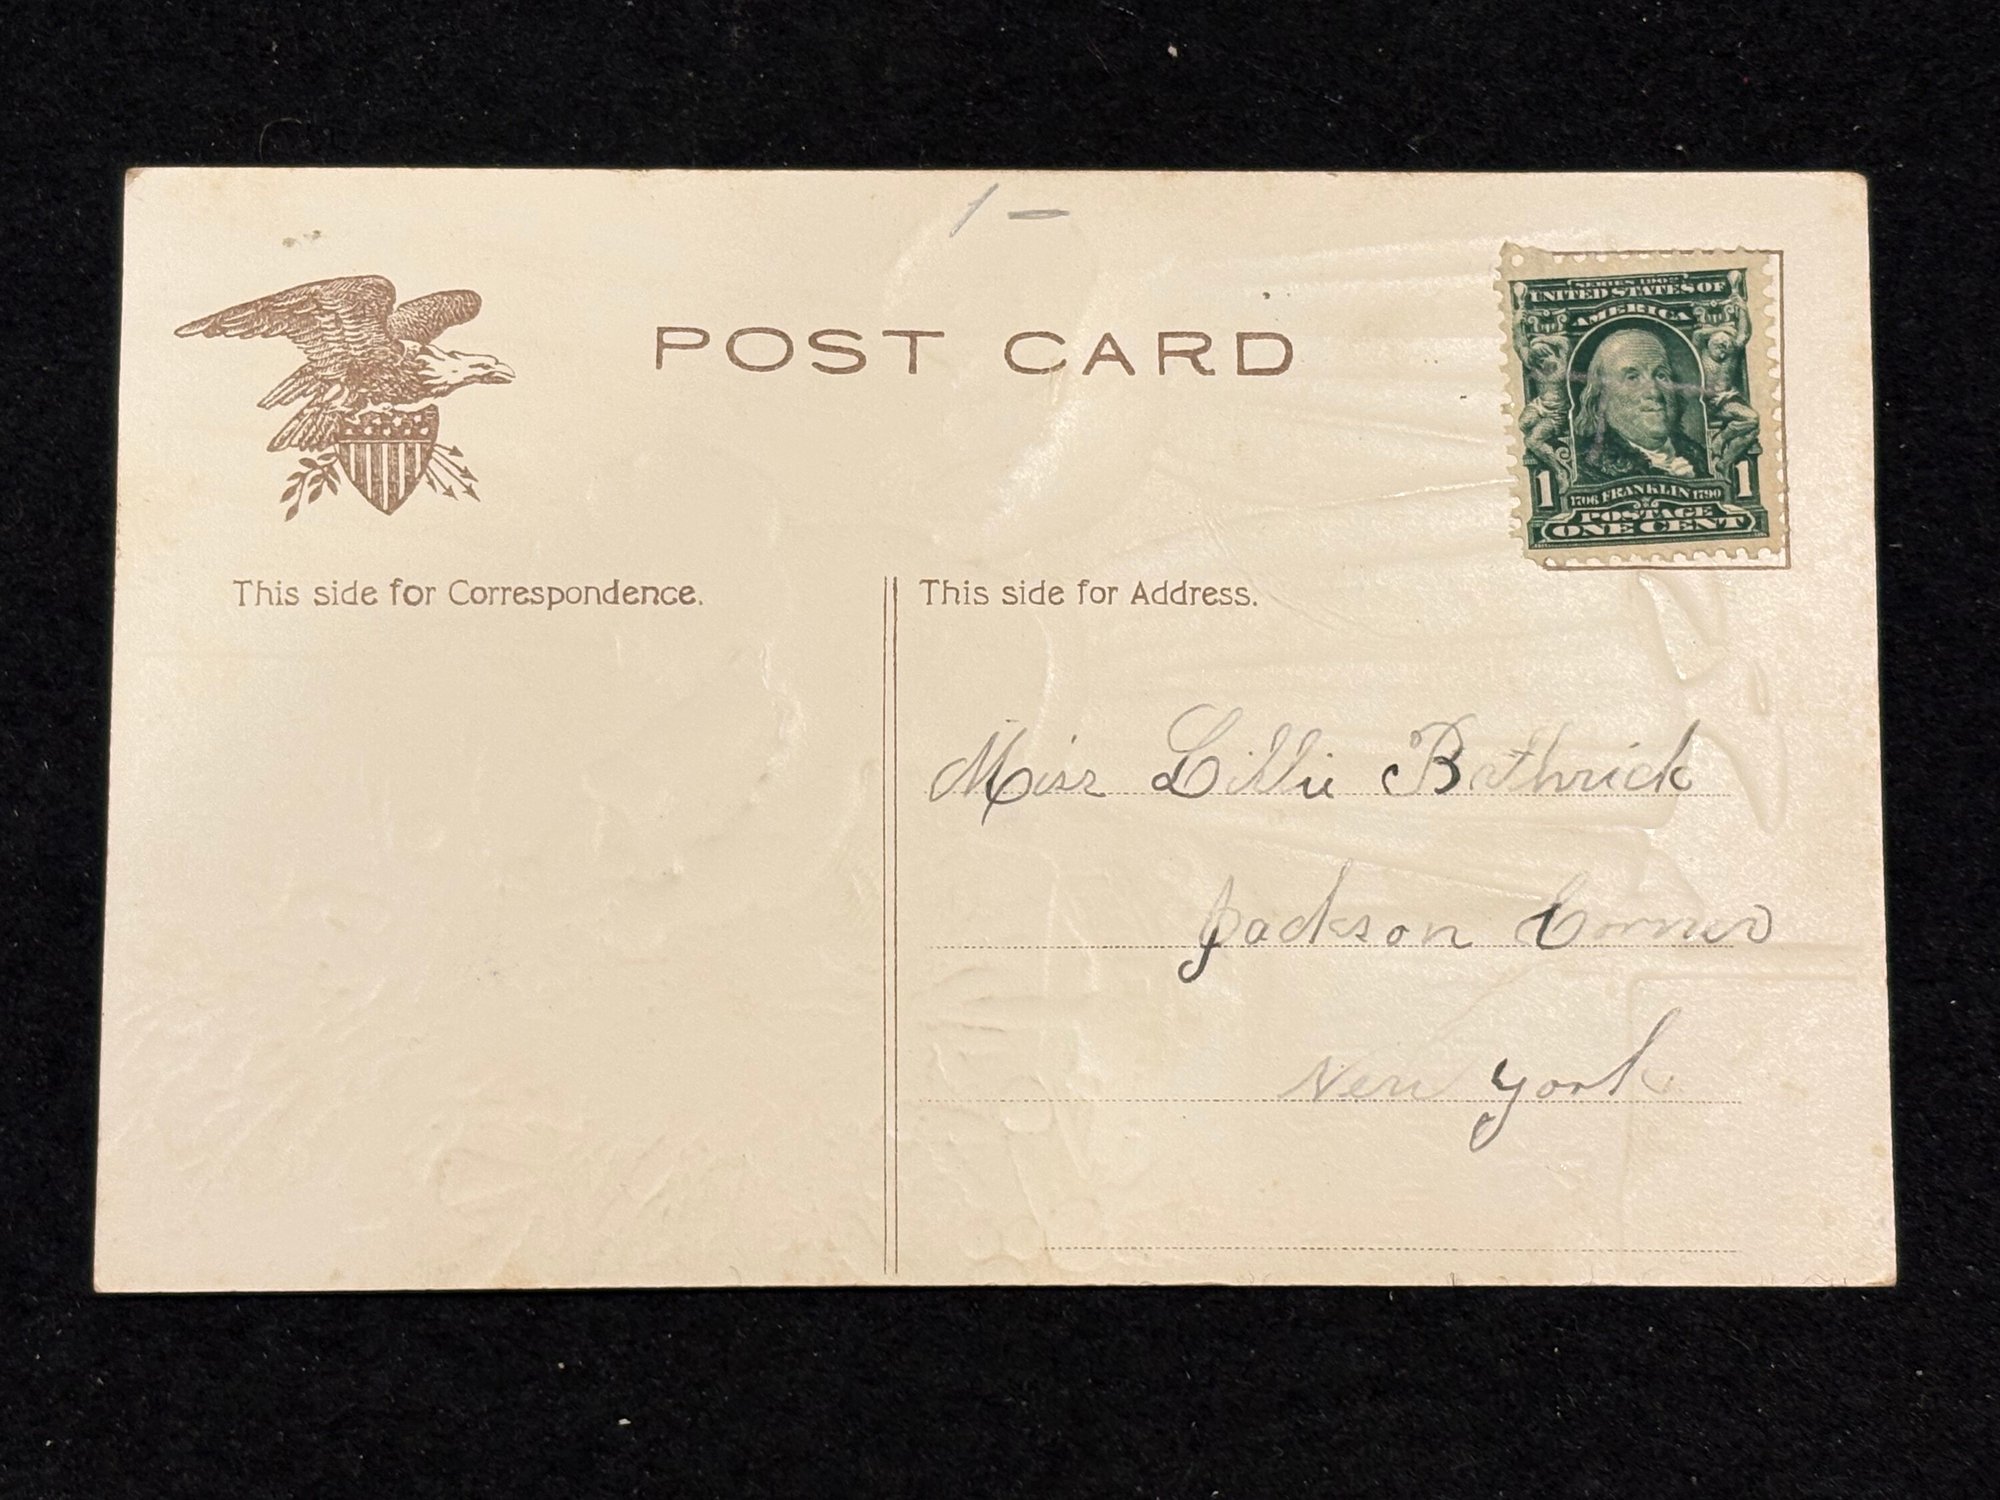 1 —
POST CARD
SERIES 1902
UNITED STATES OF
AMERICA
1 1
1706 FRANKLIN 1790
POSTAGE
ONE CENT
This side for Correspondence.
This side for Address.
Miss Lillie Bathrick
Jackson Corners
New York